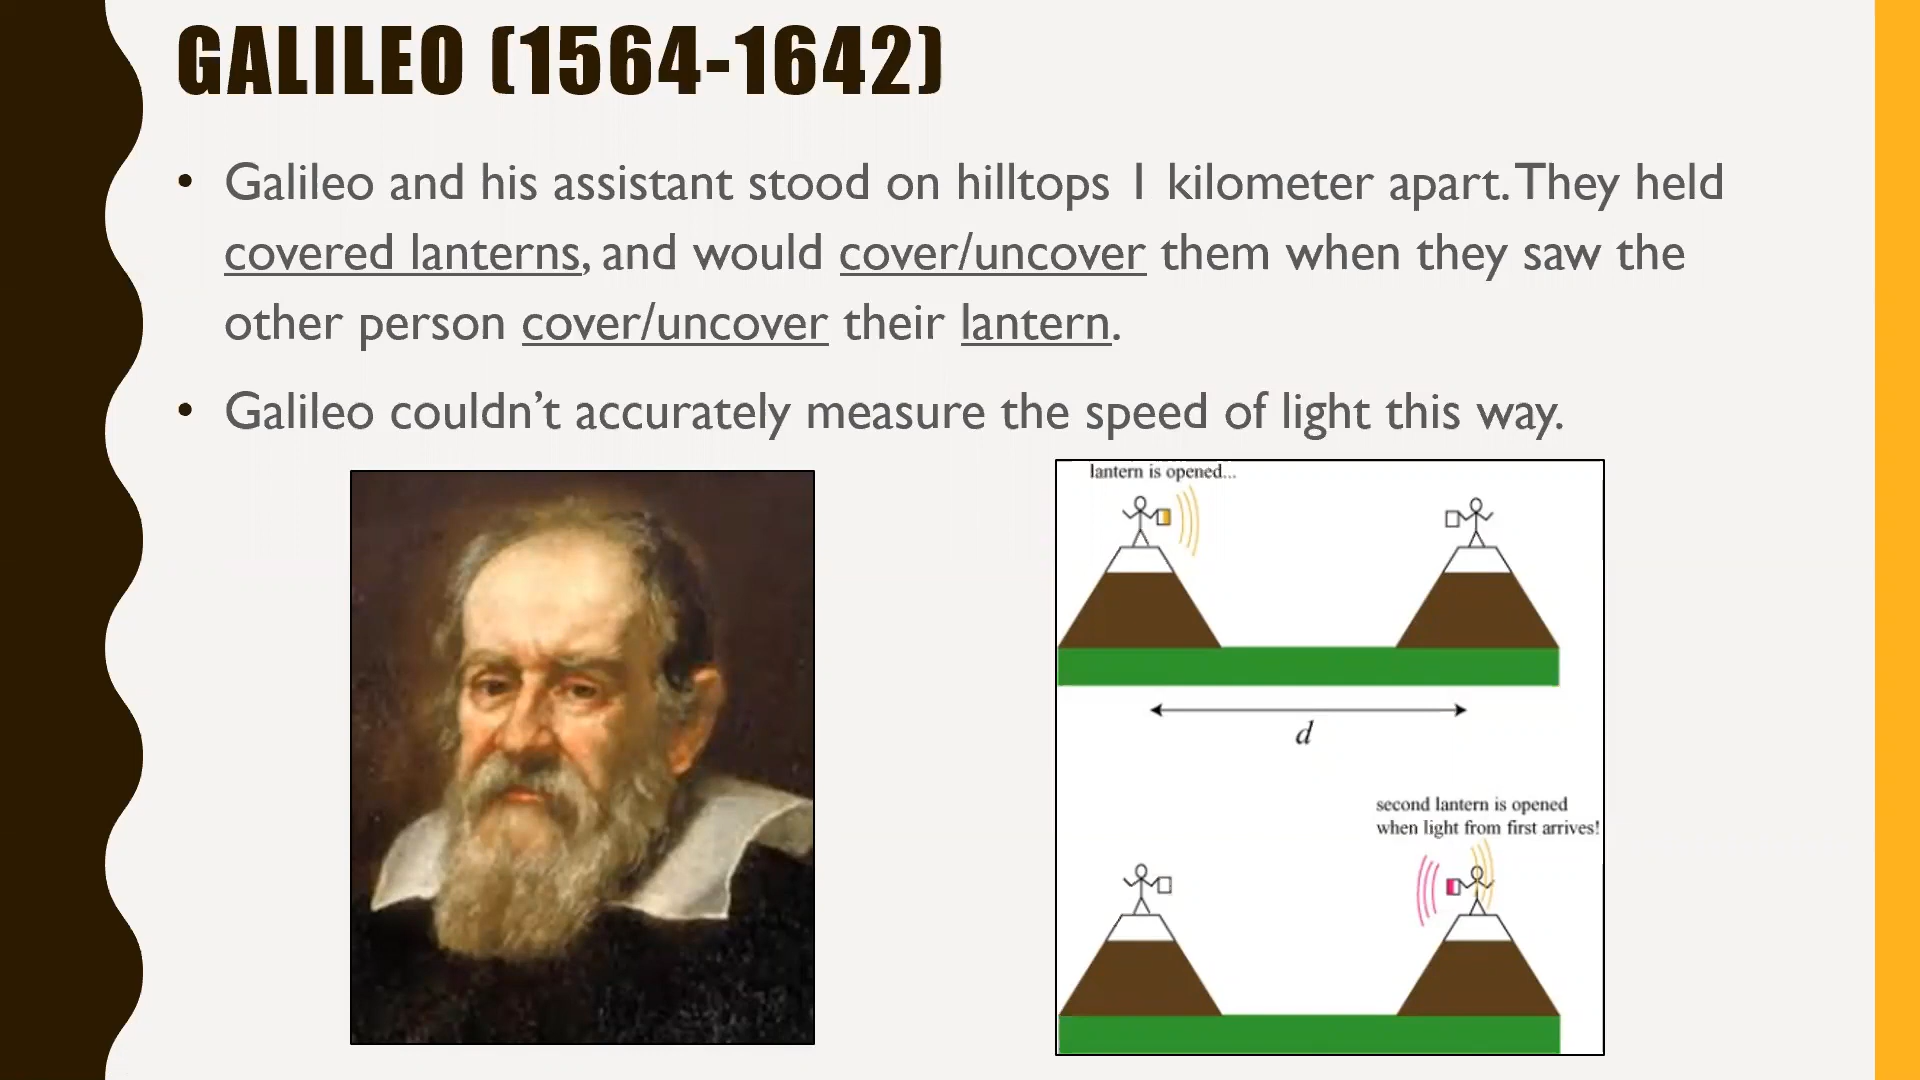 GALILEO (1564-1642)
• Galileo and his assistant stood on hilltops 1 kilometer apart. They held
covered lanterns, and would cover/uncover them when they saw the
other person cover/uncover their lantern.
• Galileo couldn’t accurately measure the speed of light this way.
lantern is opened...
d
second lantern is opened
when light from first arrives!